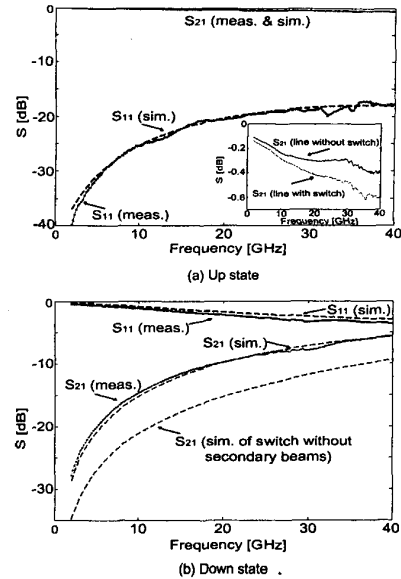 S21 (meas. & sim.)
0
-10
-20
-30
-40
S [dB]
S11 (sim.)
S11 (meas.)
S21 (line without switch)
S21 (line with switch)
-0.2
-0.4
-0.6
S [dB]
0 10 20 30 40
Frequency [GHz]
0 10 20 30 40
Frequency [GHz]
(a) Up state
0
-10
-20
-30
S [dB]
S11 (sim.)
S11 (meas.)
S21 (sim.)
S21 (meas.)
S21 (sim. of switch without
secondary beams)
0 10 20 30 40
Frequency [GHz]
(b) Down state